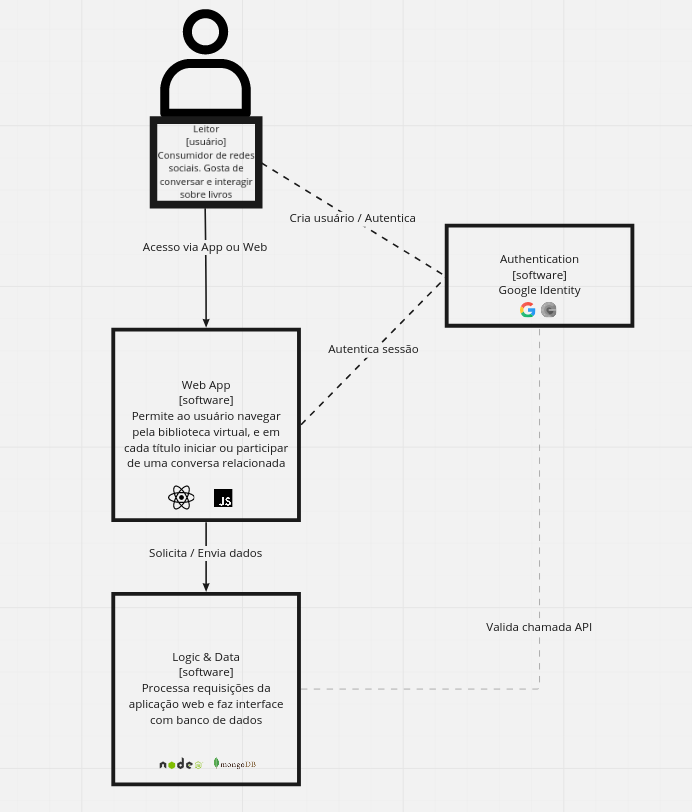 Leitor
[usuário]
Consumidor de redes
sociais. Gosta de
conversar e interagir
sobre livros
Cria usuário / Autentica
Acesso via App ou Web
Authentication
[software]
Google Identity
G
Autentica sessão
Web App
[software]
Permite ao usuário navegar
pela biblioteca virtual, e em
cada título iniciar ou participar
de uma conversa relacionada
JS
Solicita / Envia dados
Valida chamada API
Logic & Data
[software]
Processa requisições da
aplicação web e faz interface
com banco de dados
node
mongoDB